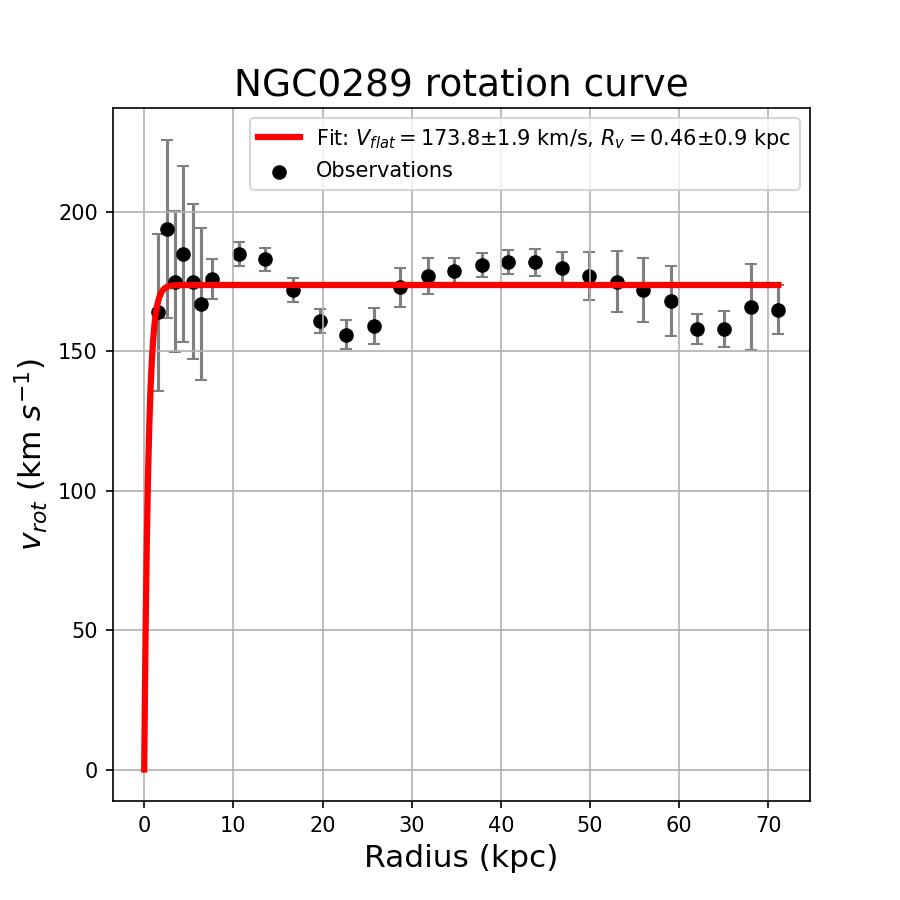 NGC0289 rotation curve
Fit: V_flat = 173.8±1.9 km/s, R_v = 0.46±0.9 kpc
Observations
200
150
100
50
0
v_rot (km s⁻¹)
0 10 20 30 40 50 60 70
Radius (kpc)